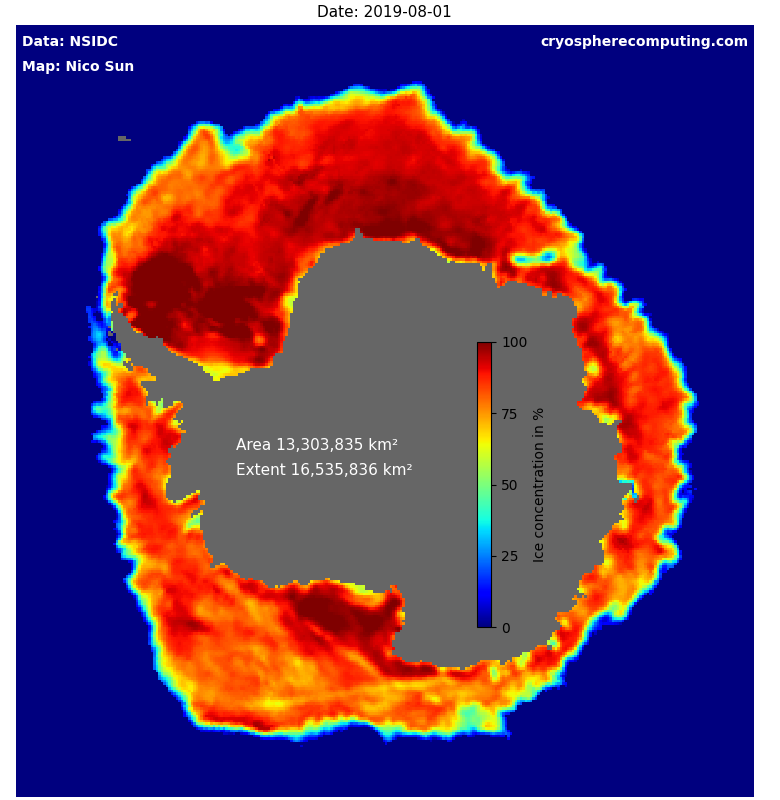 Date: 2019-08-01
Data: NSIDC
cryospherecomputing.com
Map: Nico Sun
100
75
50
25
0
Ice concentration in %
Area 13,303,835 km²
Extent 16,535,836 km²